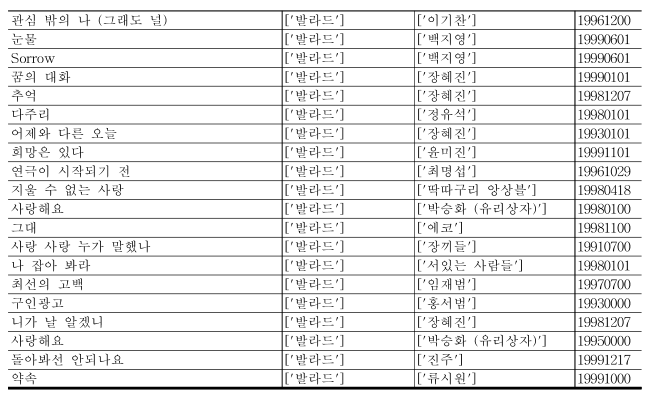 관심 밖의 나 (그래도 널) ['발라드'] ['이기찬'] 19961200
눈물 ['발라드'] ['백지영'] 19990601
Sorrow ['발라드'] ['백지영'] 19990601
꿈의 대화 ['발라드'] ['장혜진'] 19990101
추억 ['발라드'] ['장혜진'] 19981207
다주리 ['발라드'] ['정유석'] 19980101
어제와 다른 오늘 ['발라드'] ['장혜진'] 19930101
희망은 있다 ['발라드'] ['윤미진'] 19991101
연극이 시작되기 전 ['발라드'] ['최명섭'] 19961029
지울 수 없는 사랑 ['발라드'] ['딱따구리 앙상블'] 19980418
사랑해요 ['발라드'] ['박승화 (유리상자)'] 19980100
그대 ['발라드'] ['에코'] 19981100
사랑 사랑 누가 말했나 ['발라드'] ['장끼들'] 19910700
나 잡아 봐라 ['발라드'] ['서있는 사람들'] 19980101
최선의 고백 ['발라드'] ['임재범'] 19970700
구인광고 ['발라드'] ['홍서범'] 19930000
니가 날 알겠니 ['발라드'] ['장혜진'] 19981207
사랑해요 ['발라드'] ['박승화 (유리상자)'] 19950000
돌아봐선 안되나요 ['발라드'] ['진주'] 19991217
약속 ['발라드'] ['류시원'] 19991000